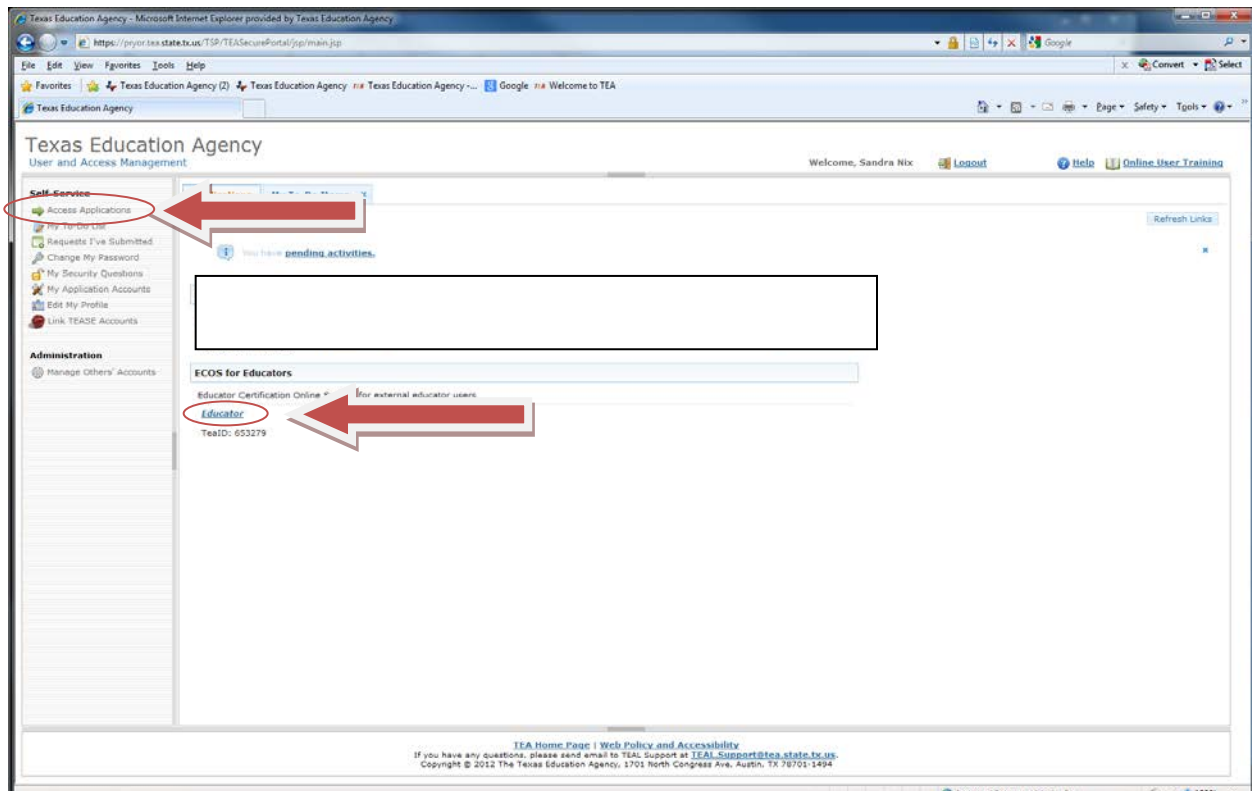 Texas Education Agency - Microsoft Internet Explorer provided by Texas Education Agency
https://pryor.tea.state.tx.us/TSP/TEASecurePortal/jsp/main.jsp
Google
File Edit View Favorites Tools Help
Convert Select
Favorites Texas Education Agency (2) Texas Education Agency Texas Education Agency -... Google Welcome to TEA
Texas Education Agency
Page Safety Tools
Texas Education Agency
User and Access Management
Welcome, Sandra Nix Logout Help Online User Training
Self-Service
Access Applications
My To-Do List
Requests I've Submitted
Change My Password
My Security Questions
My Application Accounts
Edit My Profile
Link TEASE Accounts
Administration
Manage Others' Accounts
Refresh Links
You have pending activities.
ECOS for Educators
Educator Certification Online for external educator users
Educator
TeaID: 653279
TEA Home Page | Web Policy and Accessibility
If you have any questions, please send email to TEAL Support at TEAL.Support@tea.state.tx.us.
Copyright © 2012 The Texas Education Agency, 1701 North Congress Ave, Austin, TX 78701-1494